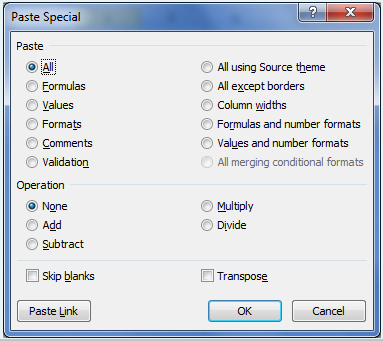 Paste Special
Paste
All
All using Source theme
Formulas
All except borders
Values
Column widths
Formats
Formulas and number formats
Comments
Values and number formats
Validation
All merging conditional formats
Operation
None
Multiply
Add
Divide
Subtract
Skip blanks
Transpose
Paste Link
OK
Cancel